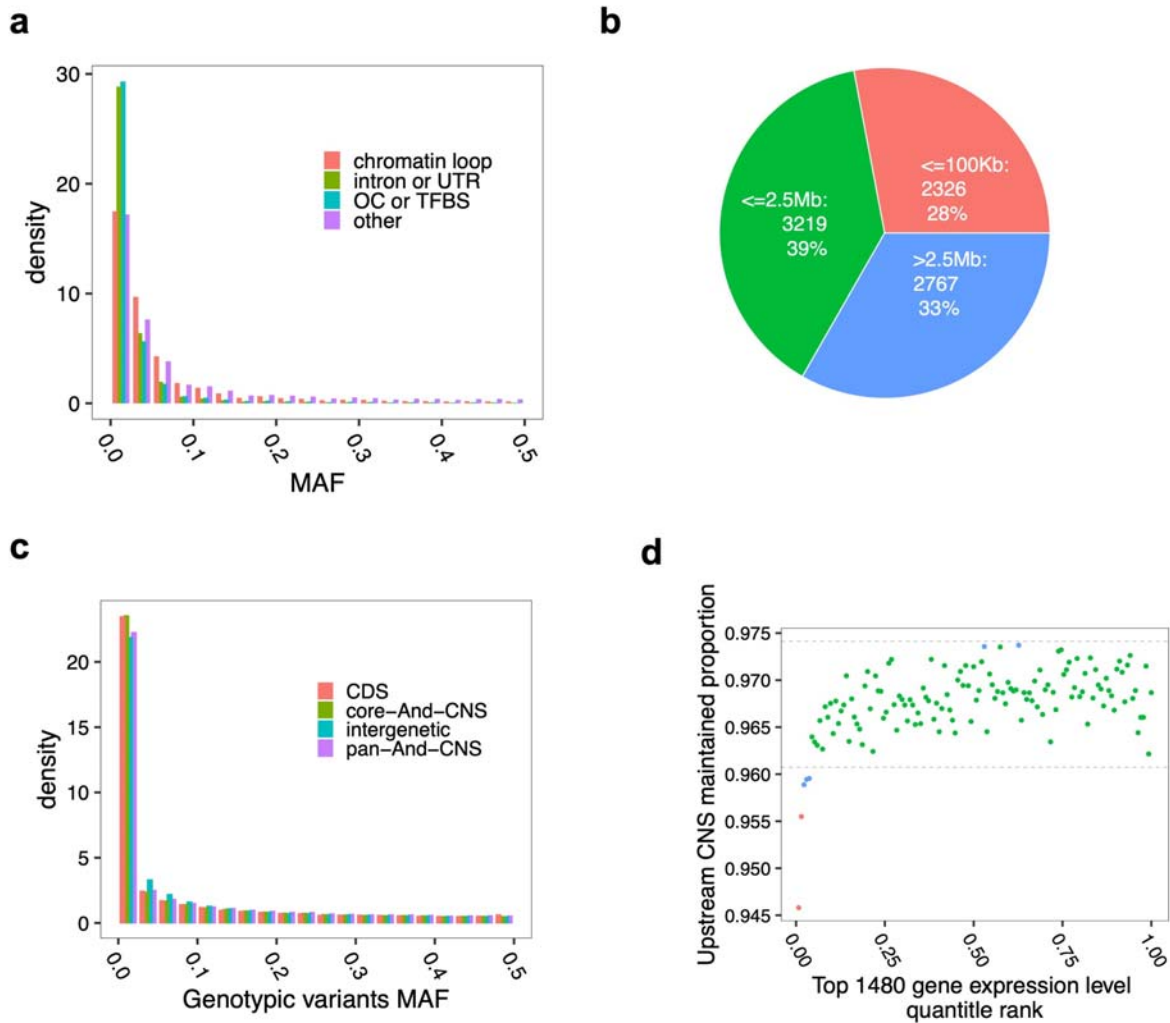 a
30
20
10
0
density
chromatin loop
intron or UTR
OC or TFBS
other
0.0
0.1
0.2
0.4
0.5
MAF
b
<=100Kb:
2326
28%
<=2.5Mb:
3219
39%
>2.5Mb:
2767
33%
c
20
15
10
5
0
density
CDS
core-And-CNS
intergenetic
pan-And-CNS
0.0
0.1
0.2
0.4
0.5
Genotypic variants MAF
d
Upstream CNS maintained proportion
0.975
0.970
0.965
0.960
0.955
0.950
0.945
0.00
0.25
0.50
0.75
1.00
Top 1480 gene expression level
quantitle rank